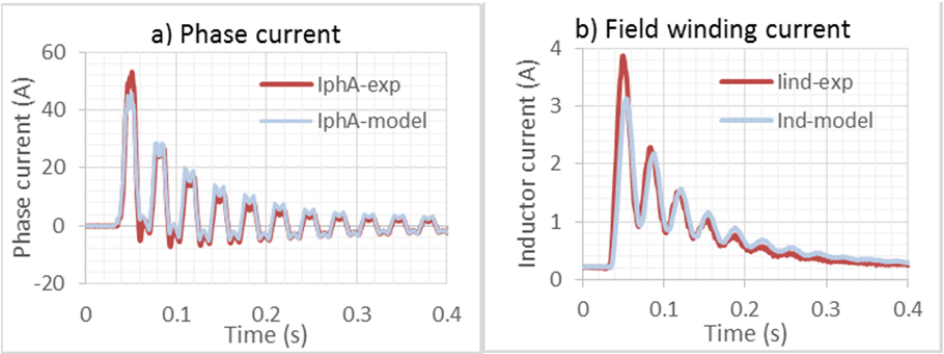 a) Phase current
60
40
20
0
-20
Phase current (A)
IphA-exp
IphA-model
0 0.1 0.2 0.3 0.4
Time (s)
b) Field winding current
4
3
2
1
0
Inductor current (A)
Iind-exp
Ind-model
0 0.1 0.2 0.3 0.4
Time (s)